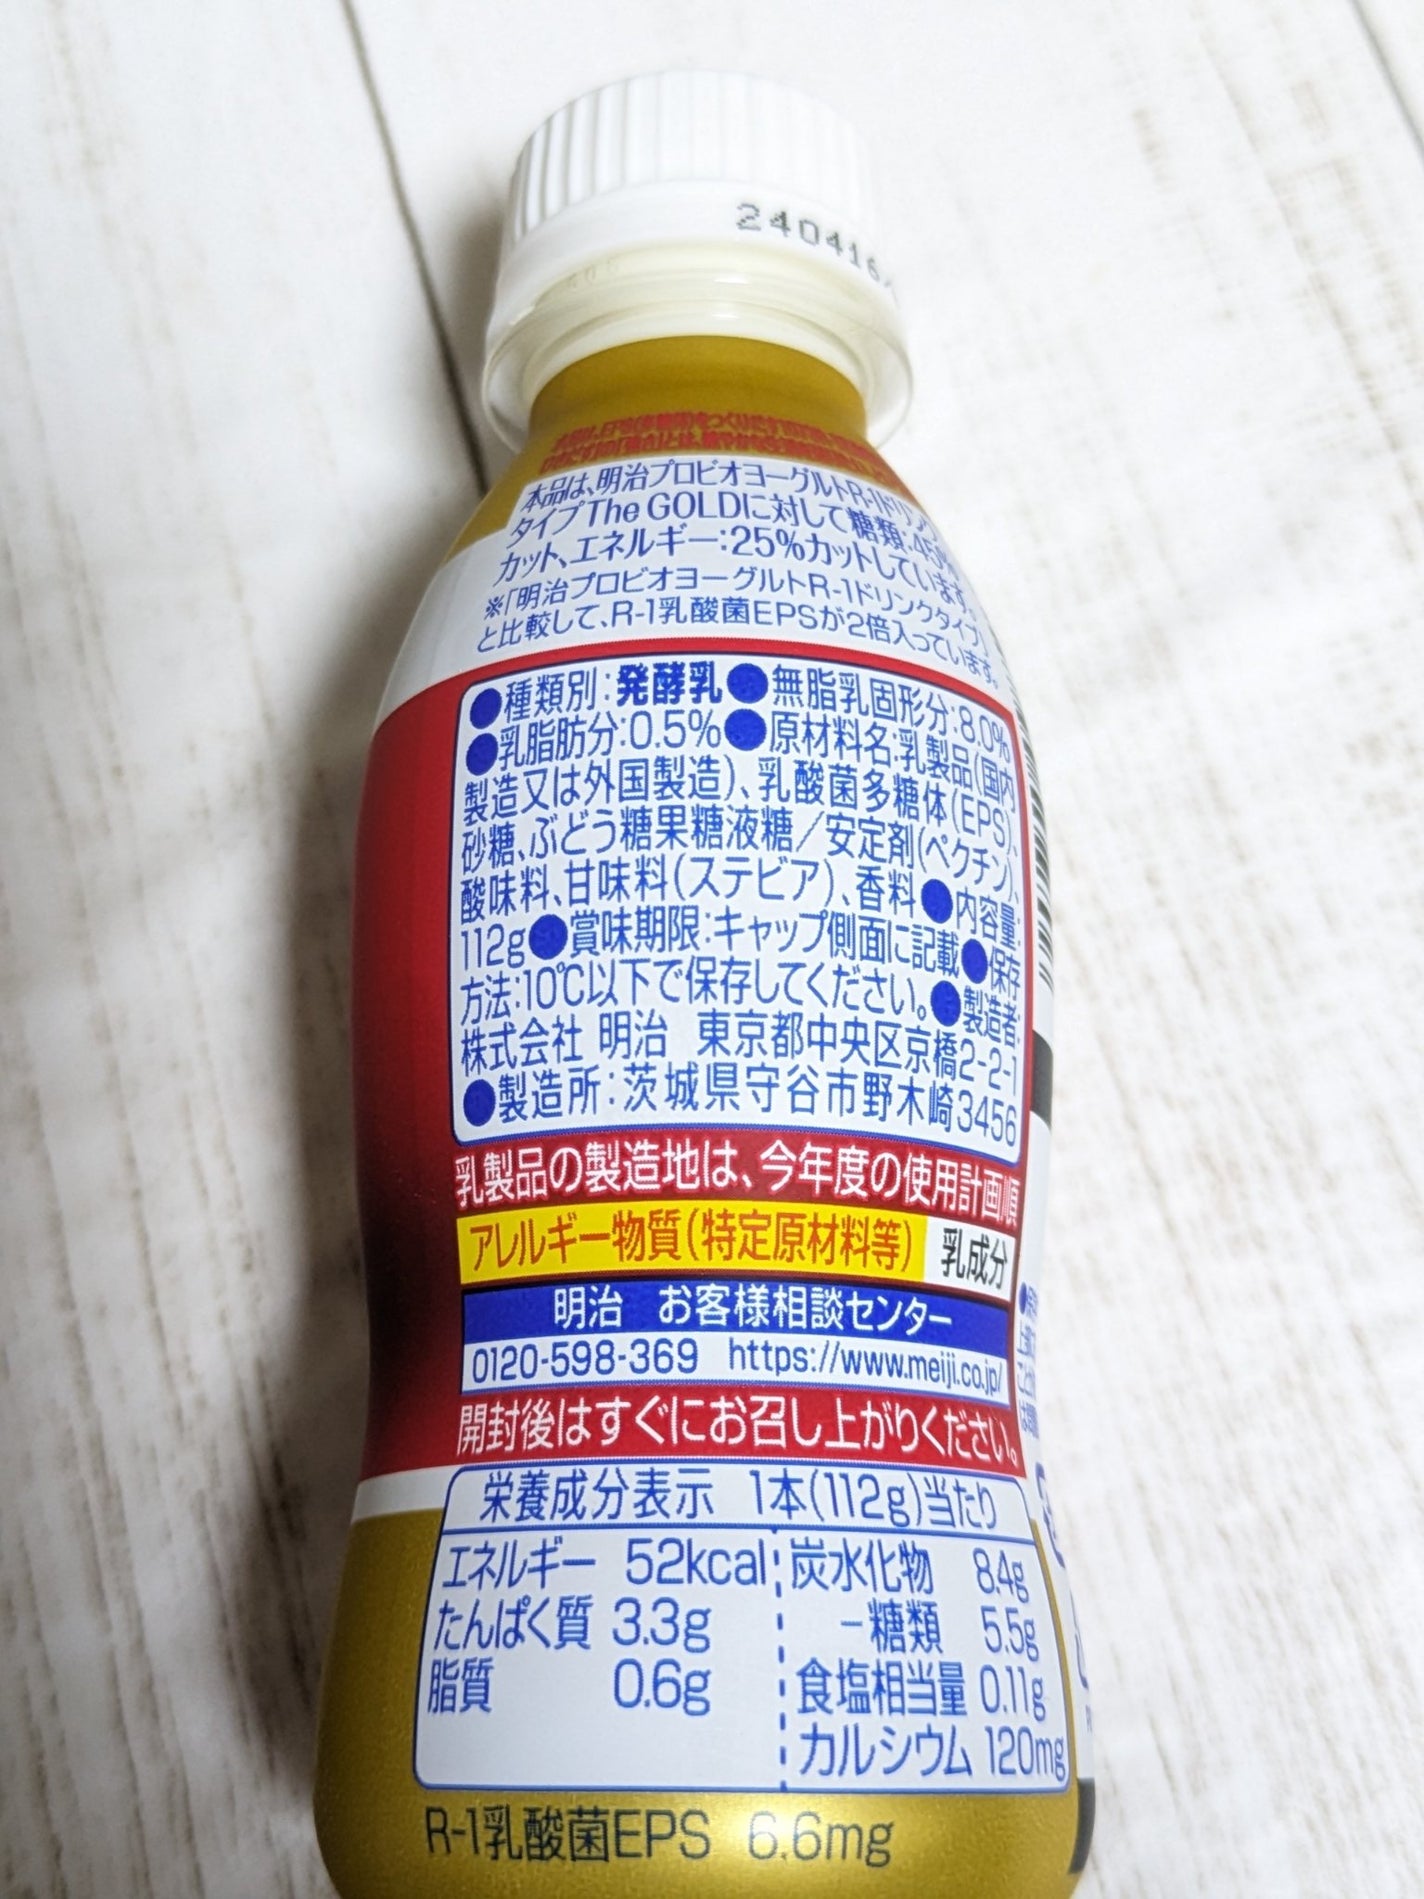 240416
本品は、明治プロビオヨーグルトR-1ドリンク
タイプThe GOLDに対して糖類:45%
カット、エネルギー:25%カットしています。
※「明治プロビオヨーグルトR-1ドリンクタイプ」
と比較して、R-1乳酸菌EPSが2倍入っています。
●種類別:発酵乳●無脂乳固形分:8.0%
●乳脂肪分:0.5%●原材料名:乳製品(国内
製造又は外国製造)、乳酸菌多糖体(EPS)、
砂糖、ぶどう糖果糖液糖/安定剤(ペクチン)、
酸味料、甘味料(ステビア)、香料●内容量:
112g●賞味期限:キャップ側面に記載●保存
方法:10℃以下で保存してください。●製造者:
株式会社 明治 東京都中央区京橋2-2-1
●製造所:茨城県守谷市野木崎3456
乳製品の製造地は、今年度の使用計画順
アレルギー物質(特定原材料等) 乳成分
明治 お客様相談センター
0120-598-369 https://www.meiji.co.jp/
開封後はすぐにお召し上がりください。
栄養成分表示 1本(112g)当たり
エネルギー 52kcal 炭水化物 8.4g
たんぱく質 3.3g -糖類 5.5g
脂質 0.6g 食塩相当量 0.11g
カルシウム 120mg
R-1乳酸菌EPS 6.6mg